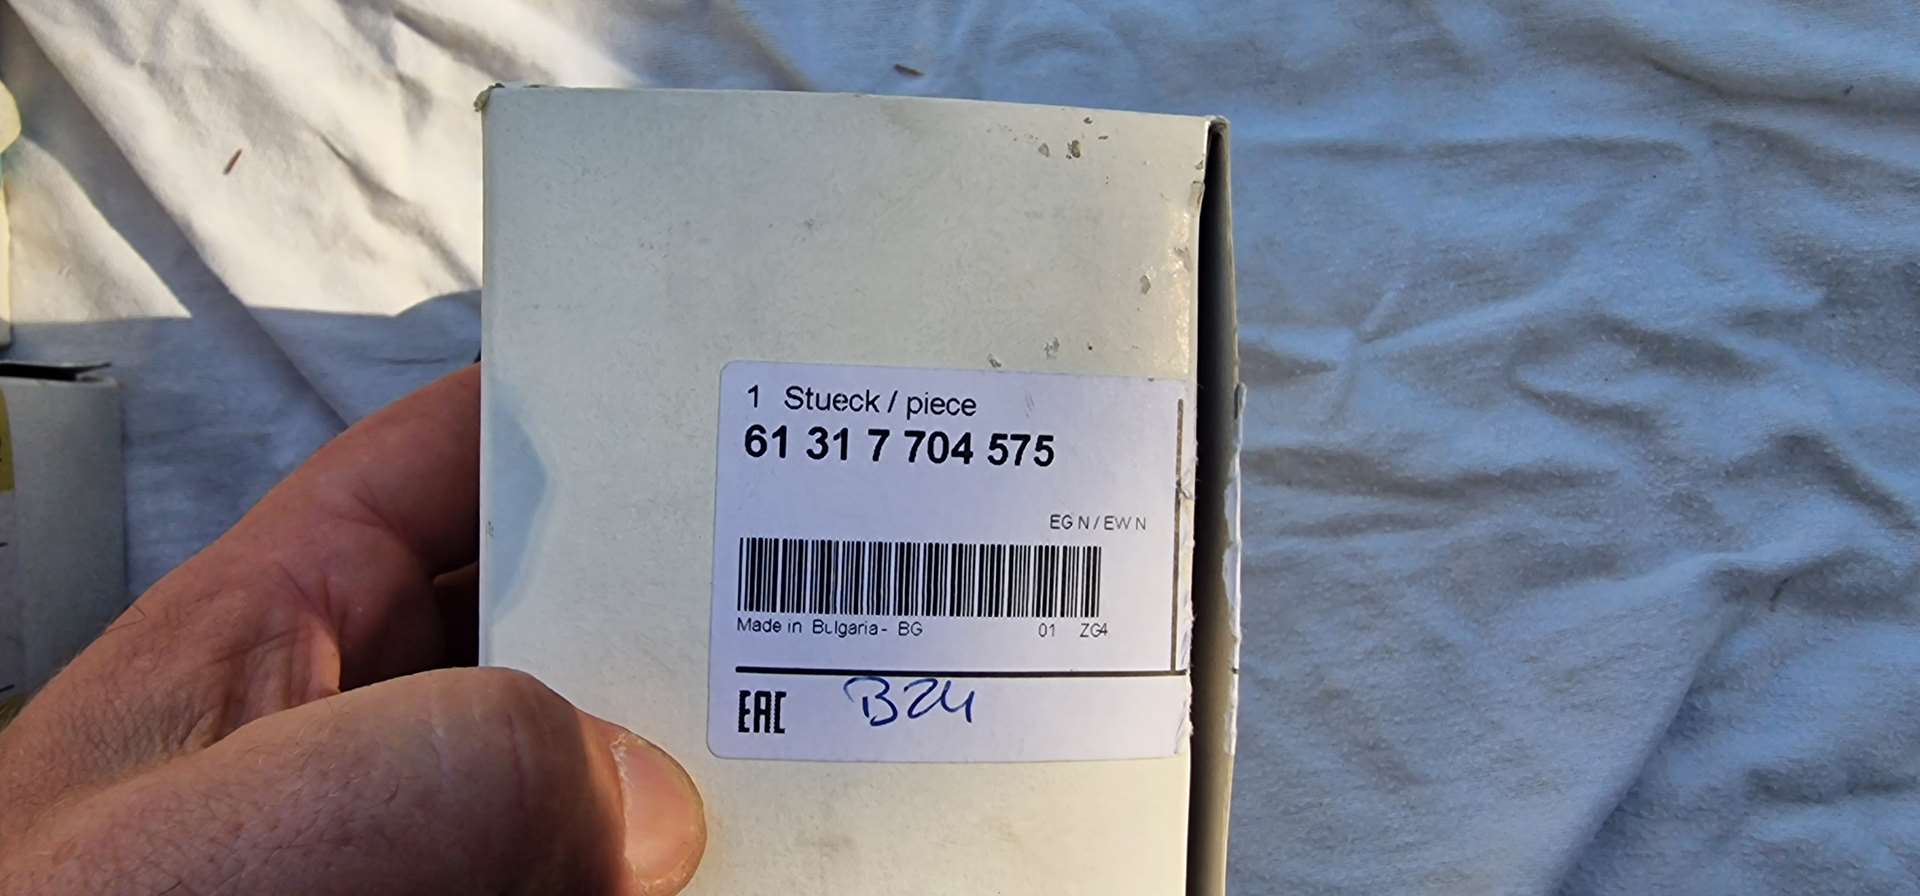 1 Stueck / piece
61 31 7 704 575
EG N / EW N
Made in Bulgaria - BG 01 ZG4
EAC B24